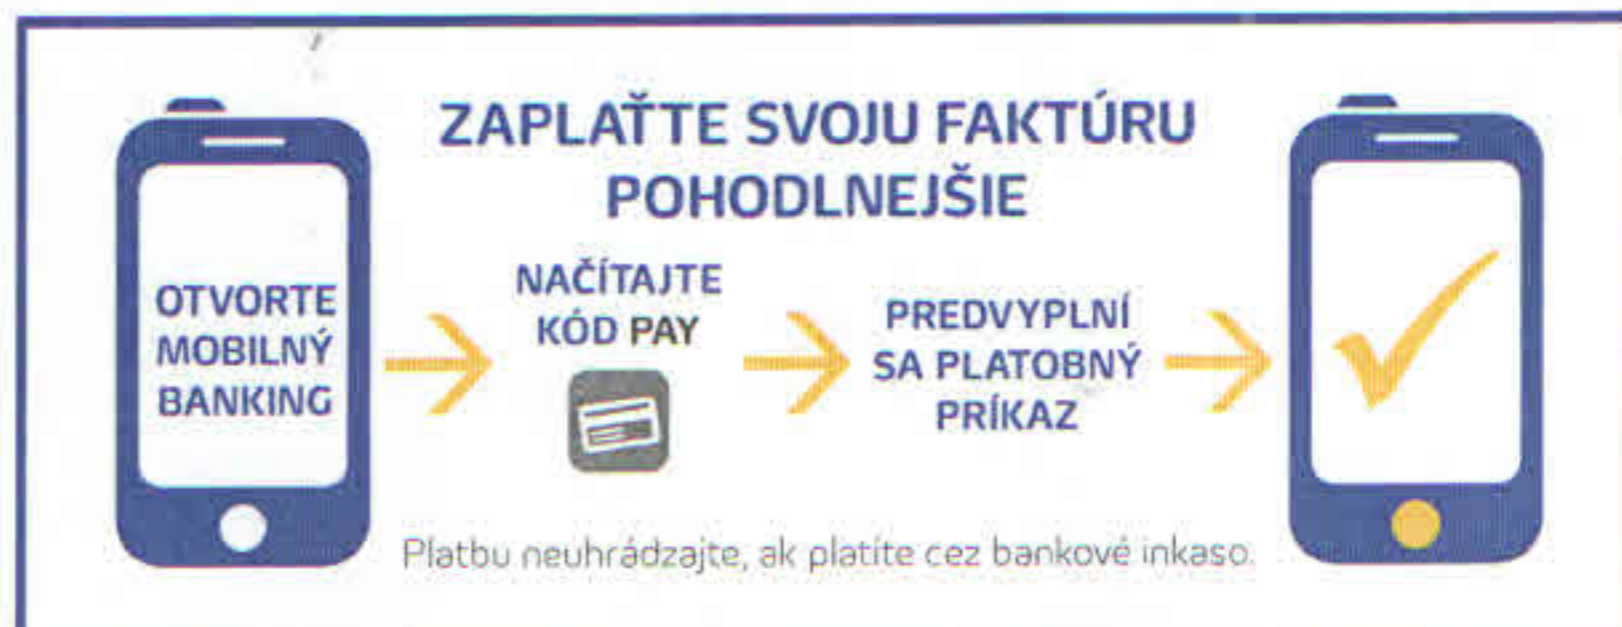 ZAPLAŤTE SVOJU FAKTÚRU
POHODLNEJŠIE
OTVORTE
MOBILNÝ
BANKING
NAČÍTAJTE
KÓD PAY
PREDVYPLNÍ
SA PLATOBNÝ
PRÍKAZ
Platbu neuhrádzajte, ak platíte cez bankové inkaso.